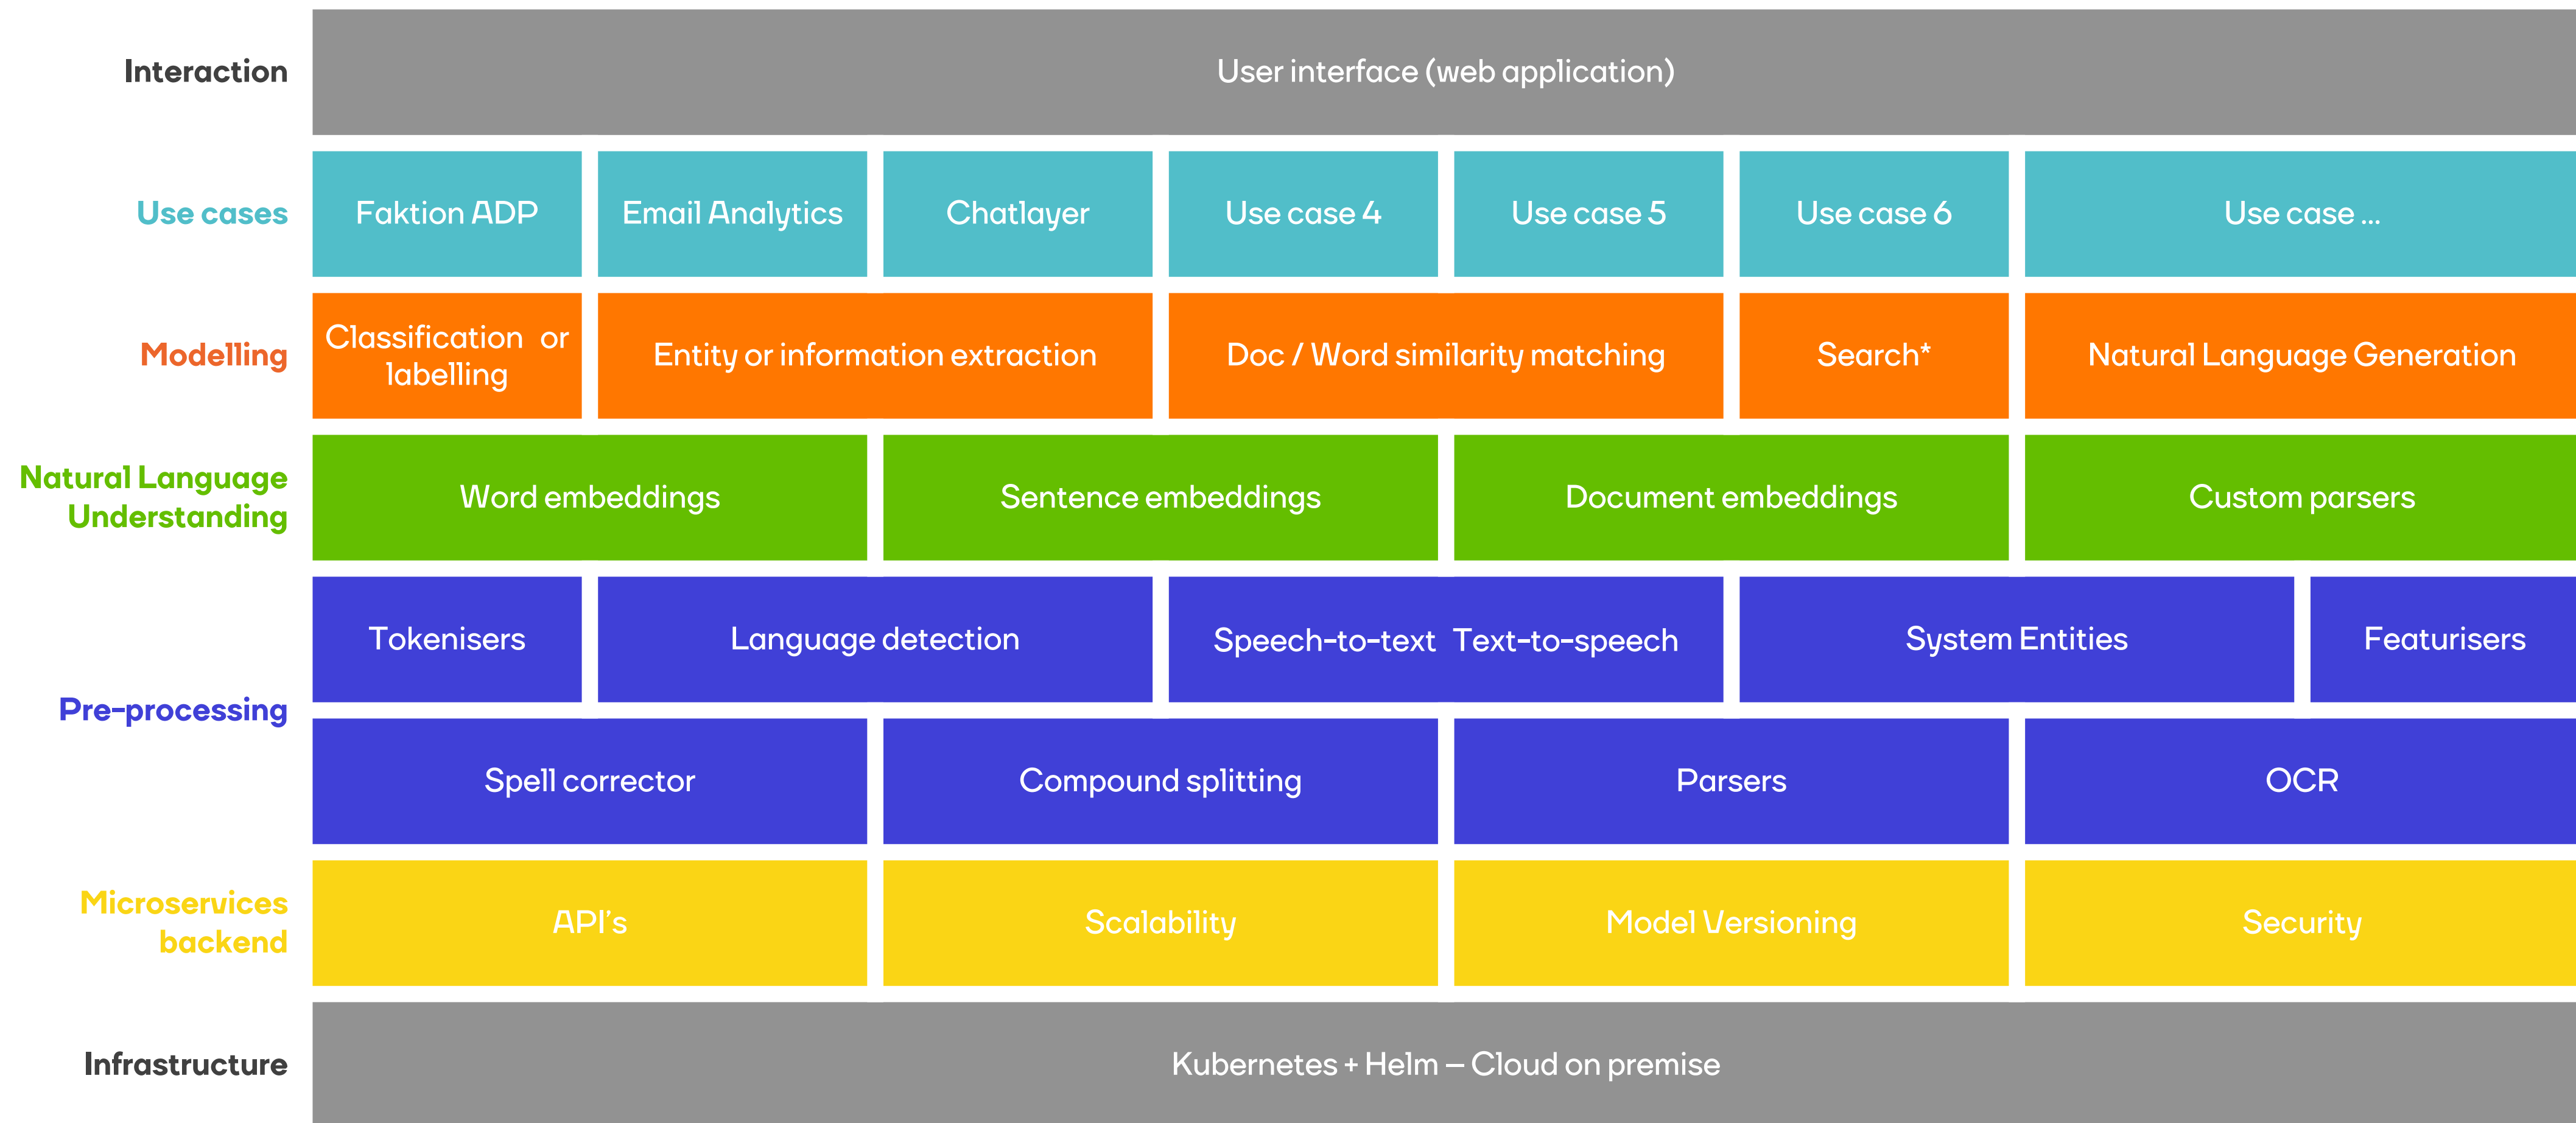 Interaction
User interface (web application)
Use cases
Faktion ADP
Email Analytics
Chatlayer
Use case 4
Use case 5
Use case 6
Use case ...
Modelling
Classification or
labelling
Entity or information extraction
Doc / Word similarity matching
Search*
Natural Language Generation
Natural Language
Understanding
Word embeddings
Sentence embeddings
Document embeddings
Custom parsers
Pre-processing
Tokenisers
Language detection
Speech-to-text Text-to-speech
System Entities
Featurisers
Spell corrector
Compound splitting
Parsers
OCR
Microservices
backend
API's
Scalability
Model Versioning
Security
Infrastructure
Kubernetes + Helm – Cloud on premise